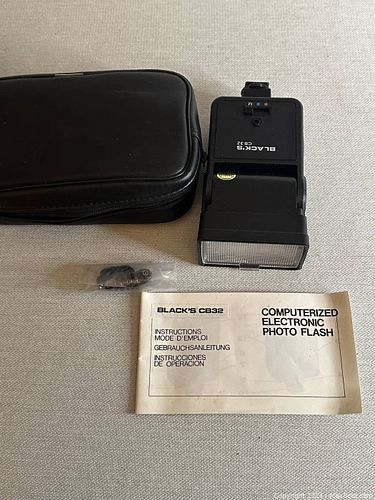 BLACK'S
CB32
BLACK'S CB32
INSTRUCTIONS
MODE D'EMPLOI
GEBRAUCHSANLEITUNG
INSTRUCCIONES
DE OPERACION
COMPUTERIZED
ELECTRONIC
PHOTO FLASH